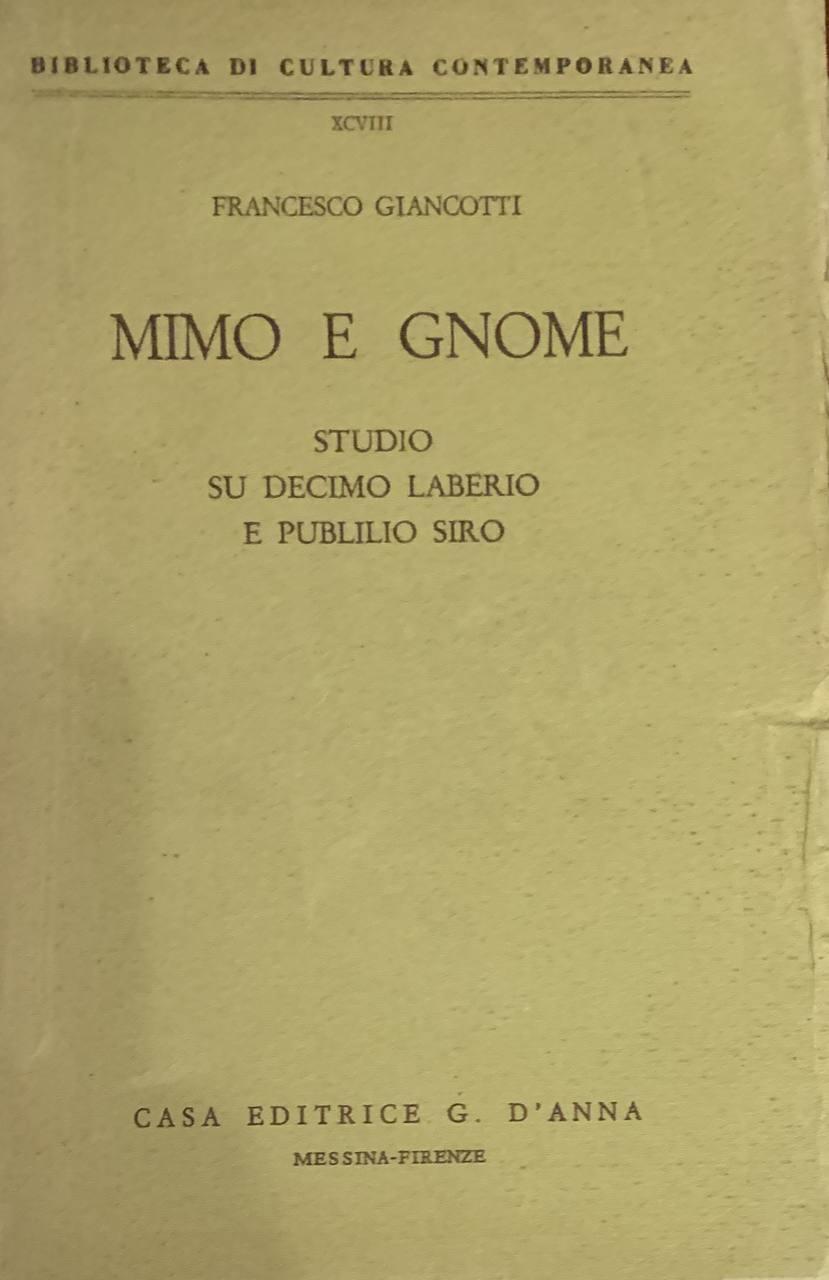 BIBLIOTECA DI CULTURA CONTEMPORANEA
XCVIII
FRANCESCO GIANCOTTI
MIMO E GNOME
STUDIO
SU DECIMO LABERIO
E PUBLILIO SIRO
CASA EDITRICE G. D'ANNA
MESSINA-FIRENZE